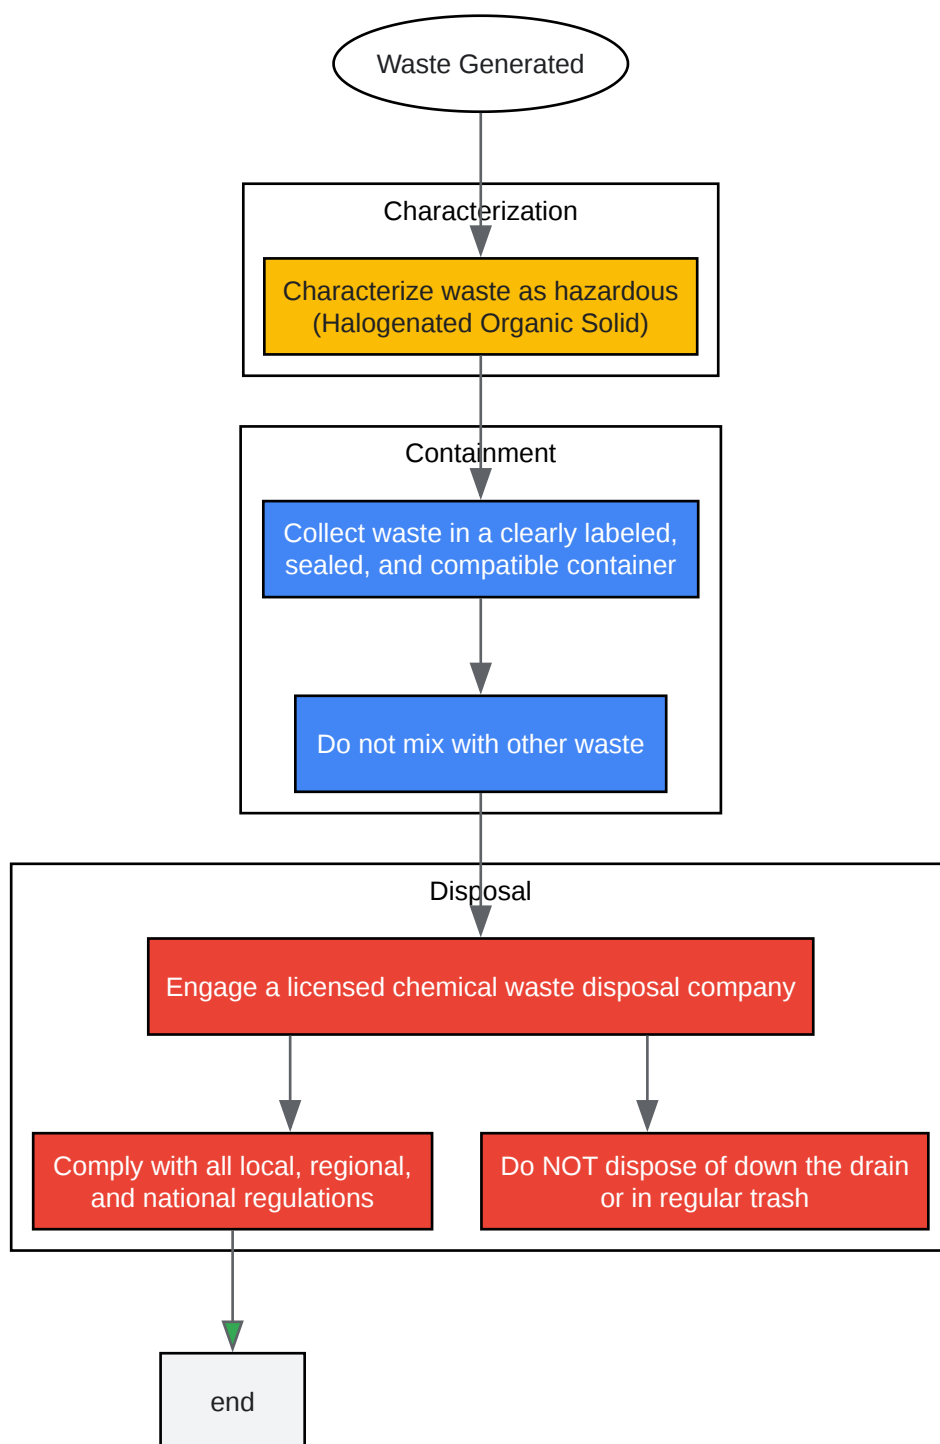 Waste Generated
Characterization
Characterize waste as hazardous
(Halogenated Organic Solid)
Containment
Collect waste in a clearly labeled,
sealed, and compatible container
Do not mix with other waste
Disposal
Engage a licensed chemical waste disposal company
Comply with all local, regional,
and national regulations
Do NOT dispose of down the drain
or in regular trash
end